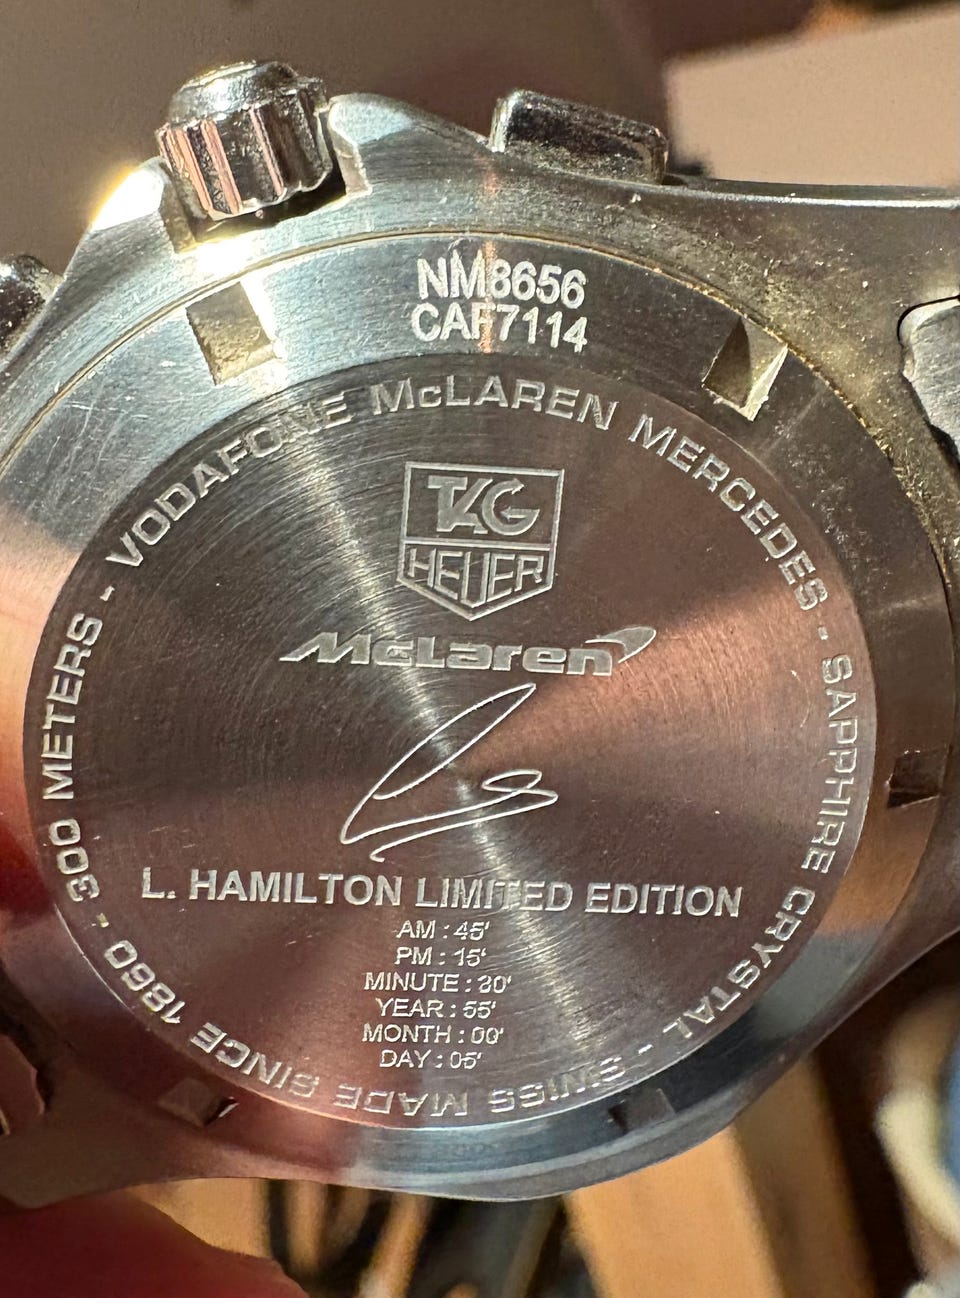 NM8656
CAF7114
VODAFONE McLAREN MERCEDES - SAPPHIRE CRYSTAL - SWISS MADE SINCE 1860 - 300 METERS -
TAG
HEUER
McLaren
L. HAMILTON LIMITED EDITION
AM : 45'
PM : 15'
MINUTE : 30'
YEAR : 55'
MONTH : 00'
DAY : 05'